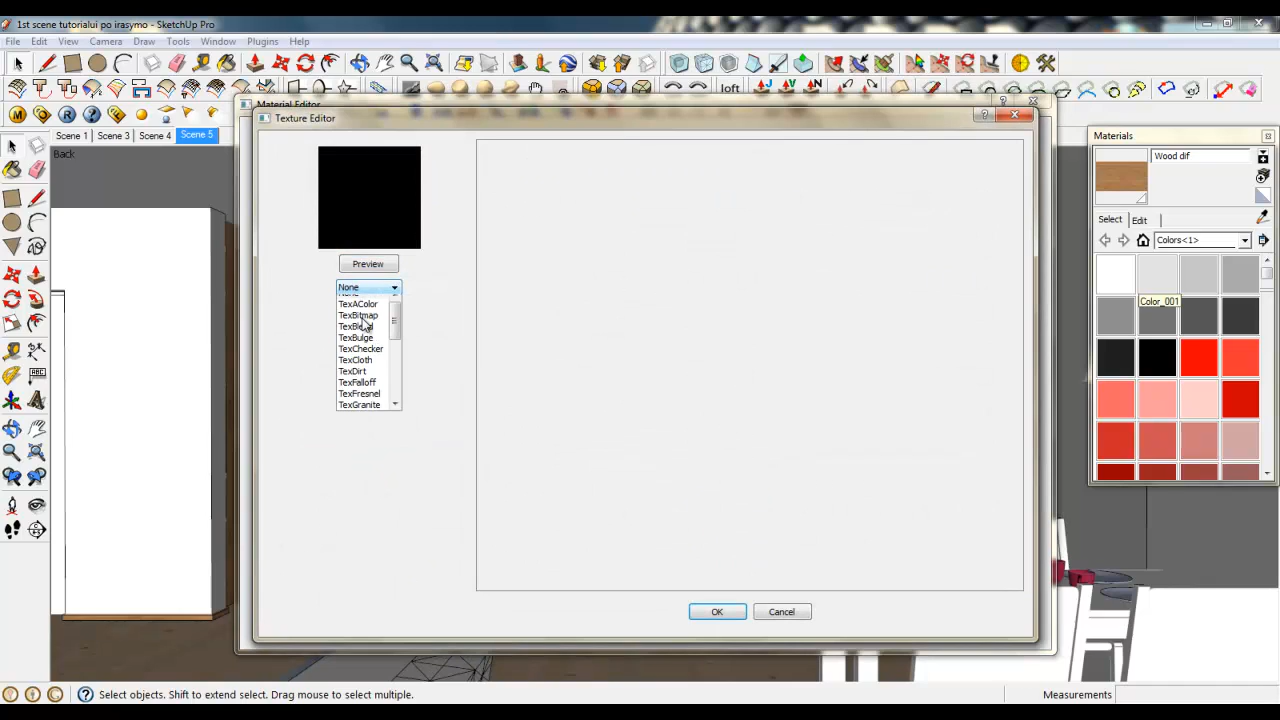 1st scene tutorialui po irasymo - SketchUp Pro
File Edit View Camera Draw Tools Window Plugins Help
loft
Material Editor
Texture Editor
Scene 1 Scene 3 Scene 4 Scene 5
Back
Preview
None
TexAColor
TexBitmap
TexBlend
TexBulge
TexChecker
TexCloth
TexDirt
TexFalloff
TexFresnel
TexGranite
OK Cancel
Materials
Wood dif
Select Edit
Colors<1>
Color_001
Select objects. Shift to extend select. Drag mouse to select multiple.
Measurements